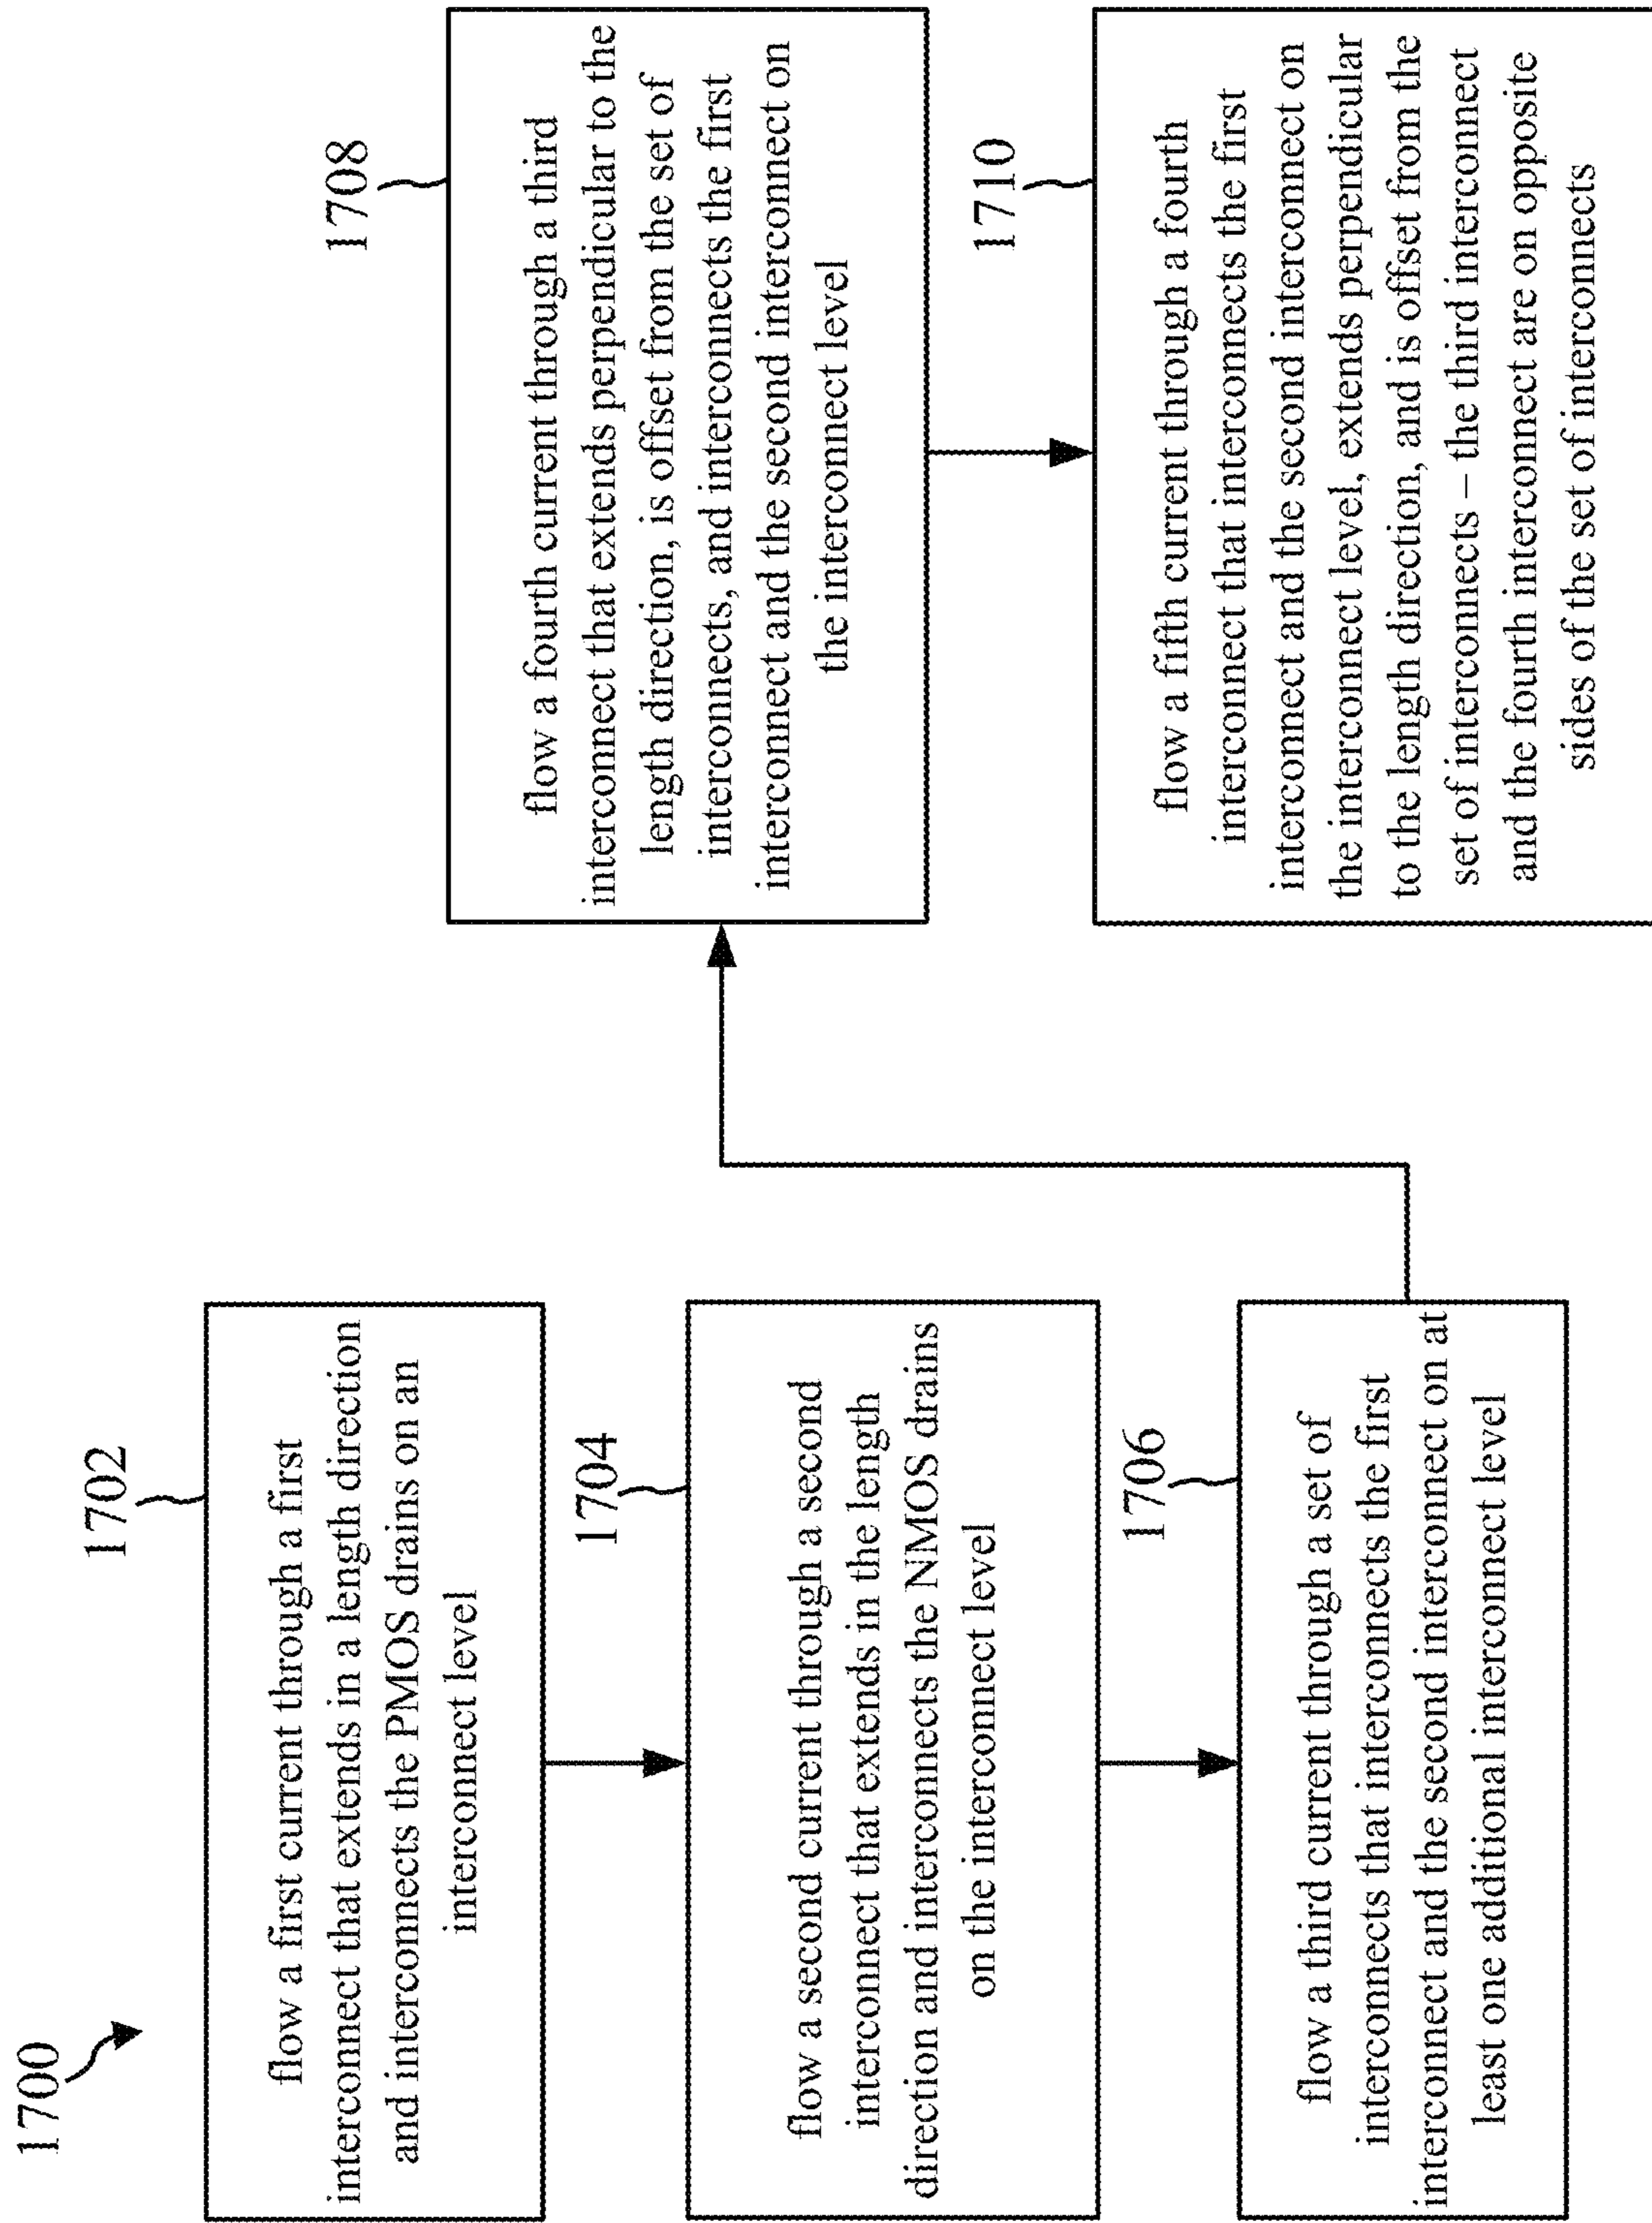 1700
1702
flow a first current through a first
interconnect that extends in a length direction
and interconnects the PMOS drains on an
interconnect level
1704
flow a second current through a second
interconnect that extends in the length
direction and interconnects the NMOS drains
on the interconnect level
1706
flow a third current through a set of
interconnects that interconnects the first
interconnect and the second interconnect on at
least one additional interconnect level
1708
flow a fourth current through a third
interconnect that extends perpendicular to the
length direction, is offset from the set of
interconnects, and interconnects the first
interconnect and the second interconnect on
the interconnect level
1710
flow a fifth current through a fourth
interconnect that interconnects the first
interconnect and the second interconnect on
the interconnect level, extends perpendicular
to the length direction, and is offset from the
set of interconnects – the third interconnect
and the fourth interconnect are on opposite
sides of the set of interconnects